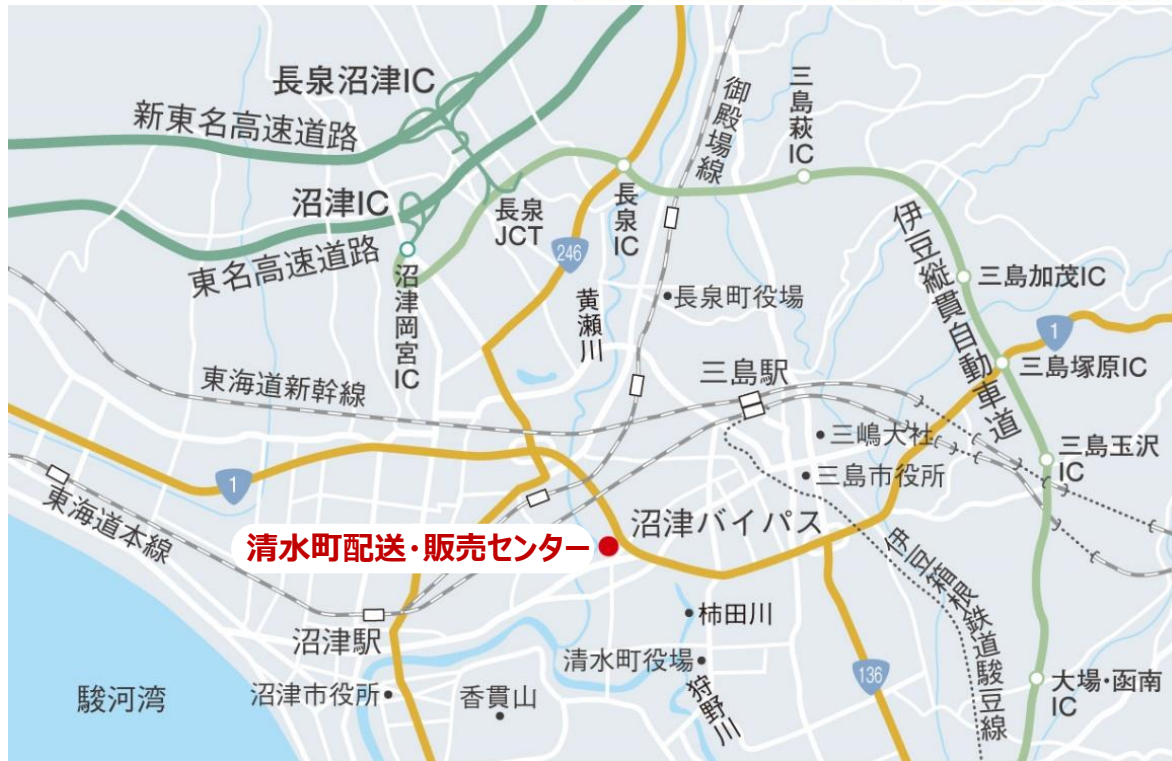 長泉沼津IC
新東名高速道路
沼津IC
東名高速道路
沼津岡宮IC
長泉
JCT
長泉IC
246
御殿場線
三島萩IC
伊豆縦貫自動車道
三島加茂IC
1
三島塚原IC
黄瀬川
長泉町役場
三島駅
東海道新幹線
三嶋大社
三島市役所
三島玉沢
IC
1
東海道本線
沼津バイパス
清水町配送・販売センター
伊豆箱根鉄道駿豆線
沼津駅
柿田川
清水町役場
狩野川
136
大場・函南
IC
駿河湾
沼津市役所
香貫山